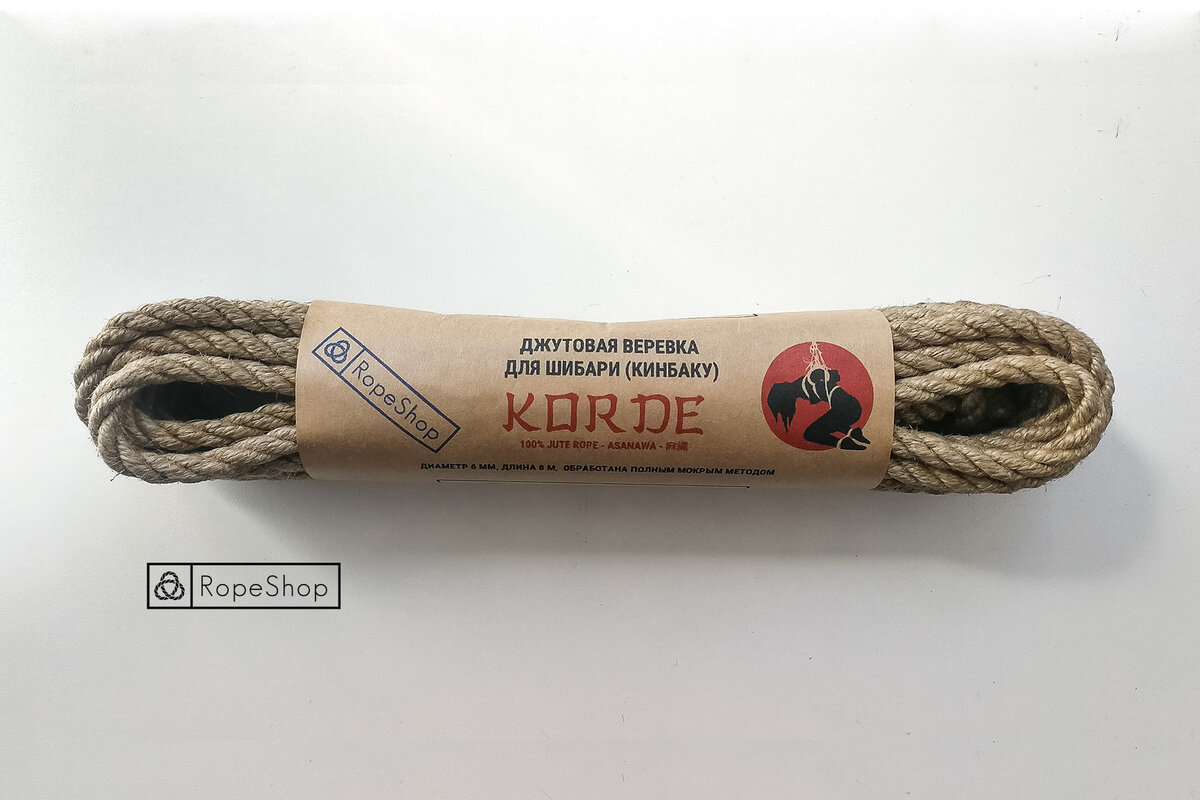 RopeShop
ДЖУТОВАЯ ВЕРЕВКА
ДЛЯ ШИБАРИ (КИНБАКУ)
KORDE
100% JUTE ROPE - ASANAWA - 麻縄
ДИАМЕТР 6 ММ, ДЛИНА 8 М, ОБРАБОТАНА ПОЛНЫМ МОКРЫМ МЕТОДОМ
RopeShop